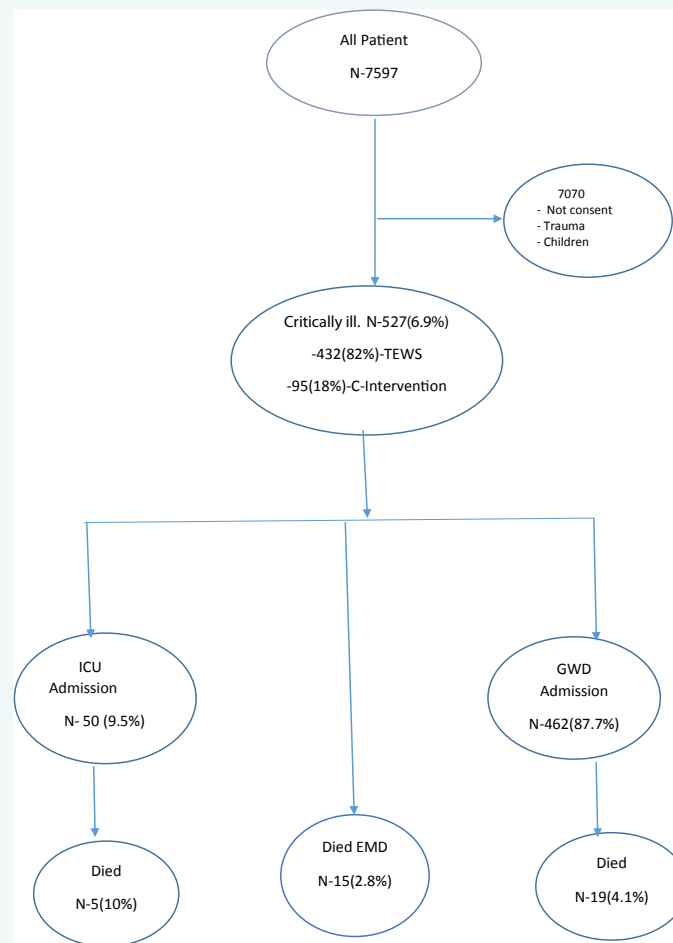 All Patient
N-7597
7070
- Not consent
- Trauma
- Children
Critically ill. N-527(6.9%)
-432(82%)-TEWS
-95(18%)-C-Intervention
ICU
Admission
N- 50 (9.5%)
GWD
Admission
N-462(87.7%)
Died
N-5(10%)
Died EMD
N-15(2.8%)
Died
N-19(4.1%)